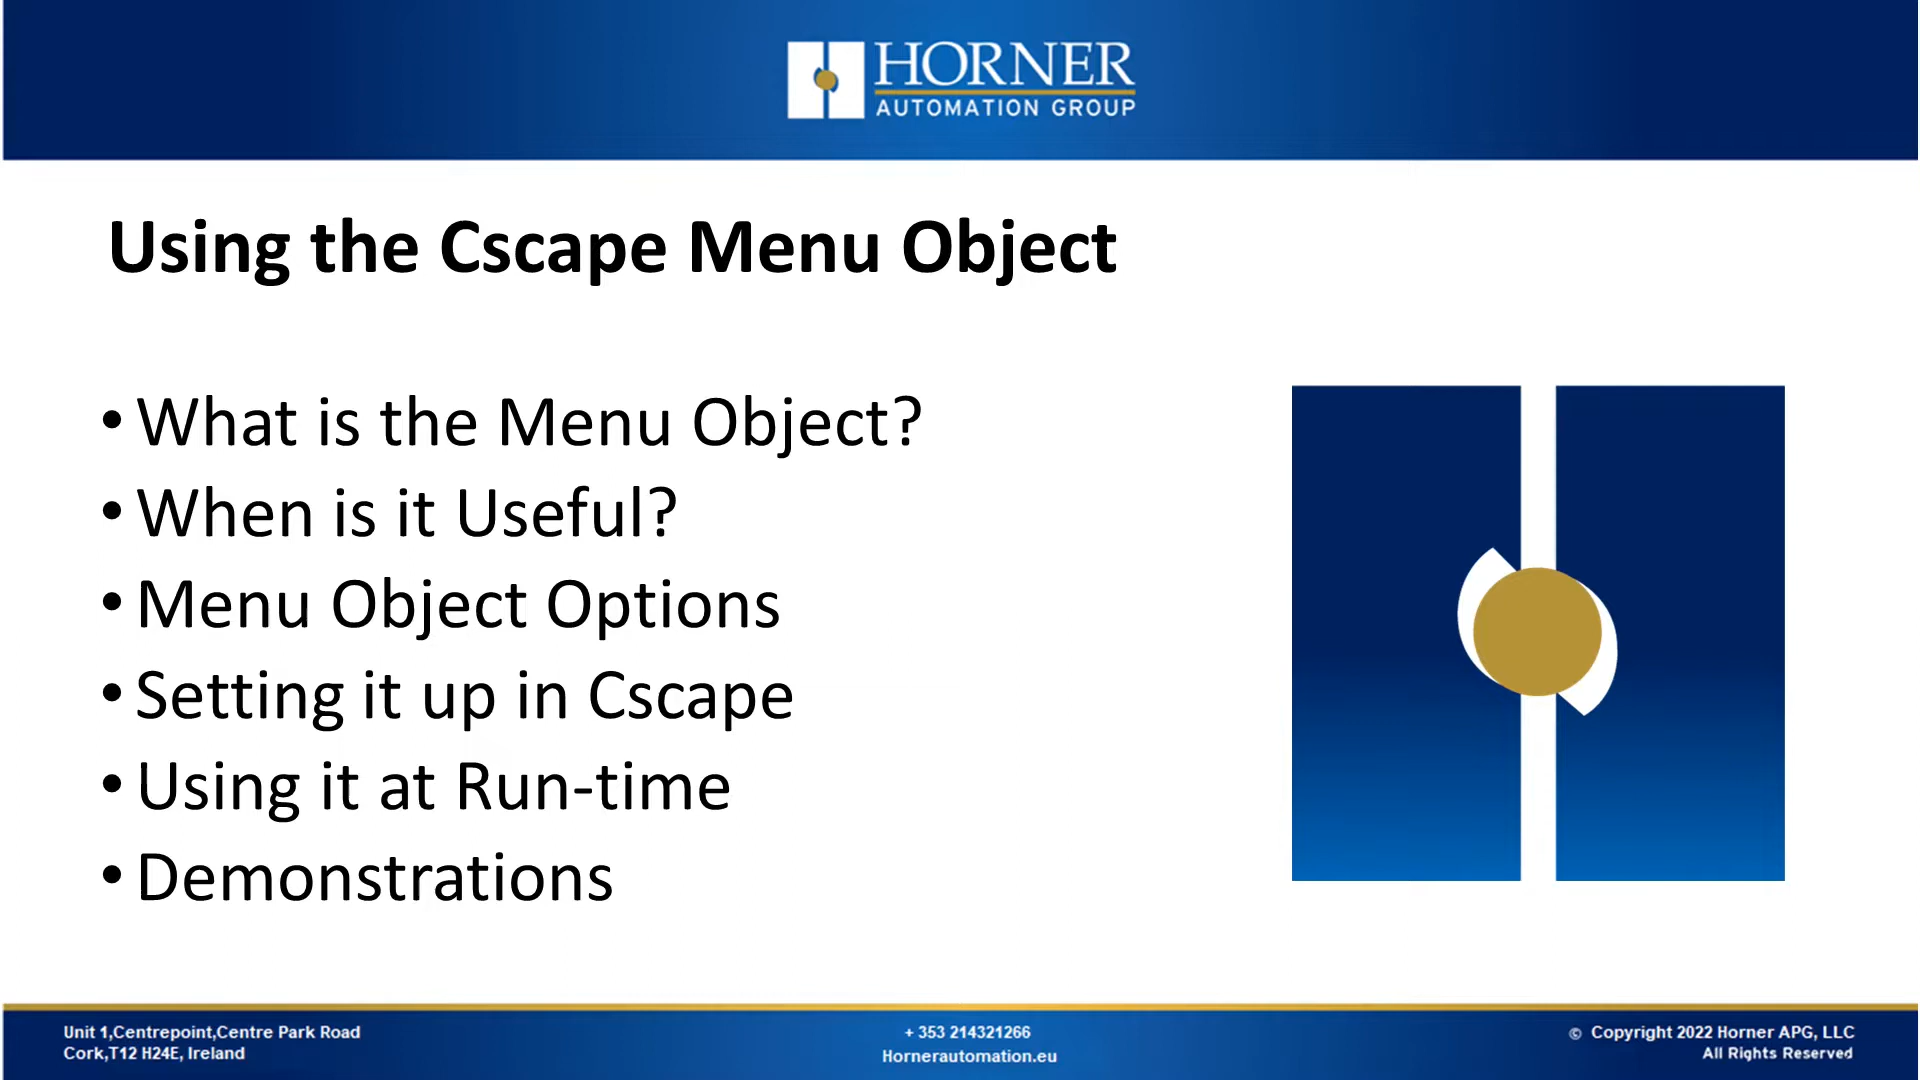 HORNER
AUTOMATION GROUP
Using the Cscape Menu Object
• What is the Menu Object?
• When is it Useful?
• Menu Object Options
• Setting it up in Cscape
• Using it at Run-time
• Demonstrations
Unit 1,Centrepoint,Centre Park Road
Cork,T12 H24E, Ireland
+ 353 214321266
Hornerautomation.eu
© Copyright 2022 Horner APG, LLC
All Rights Reserved